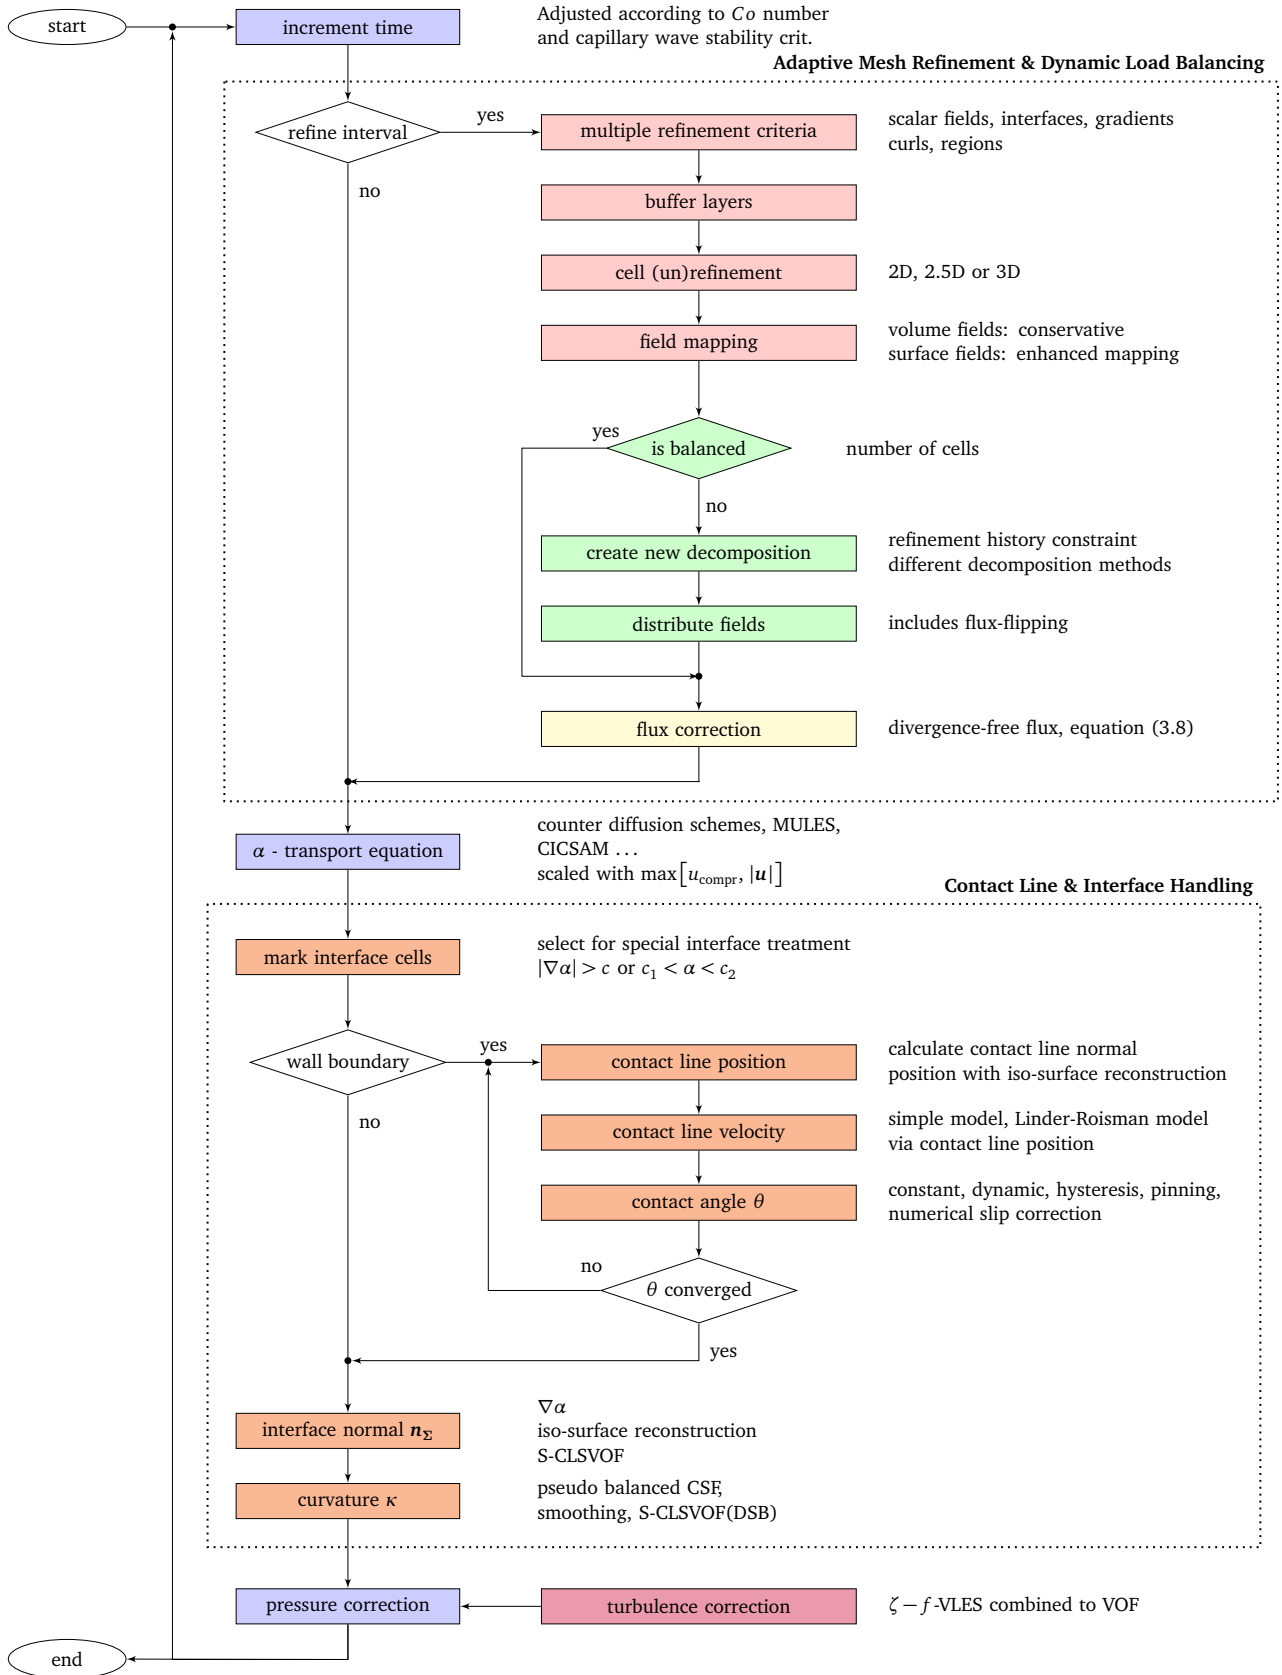 start
increment time
Adjusted according to Co number
and capillary wave stability crit.
Adaptive Mesh Refinement & Dynamic Load Balancing
refine interval
yes
no
multiple refinement criteria
scalar fields, interfaces, gradients
curls, regions
buffer layers
cell (un)refinement
2D, 2.5D or 3D
field mapping
volume fields: conservative
surface fields: enhanced mapping
yes
is balanced
number of cells
no
create new decomposition
refinement history constraint
different decomposition methods
distribute fields
includes flux-flipping
flux correction
divergence-free flux, equation (3.8)
α - transport equation
counter diffusion schemes, MULES,
CICSAM …
scaled with max[u_compr, |u|]
Contact Line & Interface Handling
mark interface cells
select for special interface treatment
|∇α| > c or c₁ < α < c₂
wall boundary
yes
no
contact line position
calculate contact line normal
position with iso-surface reconstruction
contact line velocity
simple model, Linder-Roisman model
via contact line position
contact angle θ
constant, dynamic, hysteresis, pinning,
numerical slip correction
no
θ converged
yes
interface normal n_Σ
∇α
iso-surface reconstruction
S-CLSVOF
curvature κ
pseudo balanced CSF,
smoothing, S-CLSVOF(DSB)
pressure correction
turbulence correction
ζ − f-VLES combined to VOF
end